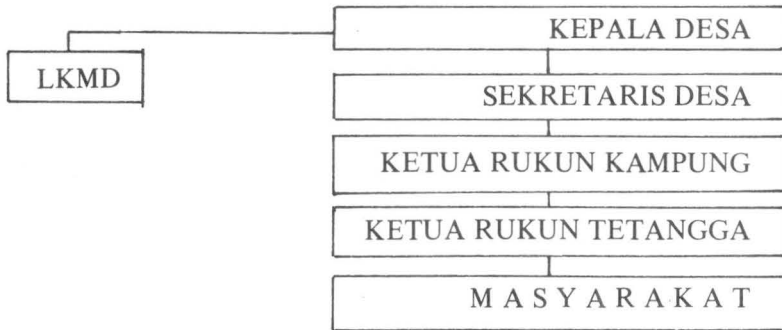 KEPALA DESA
LKMD
SEKRETARIS DESA
KETUA RUKUN KAMPUNG
KETUA RUKUN TETANGGA
M A S Y A R A K A T